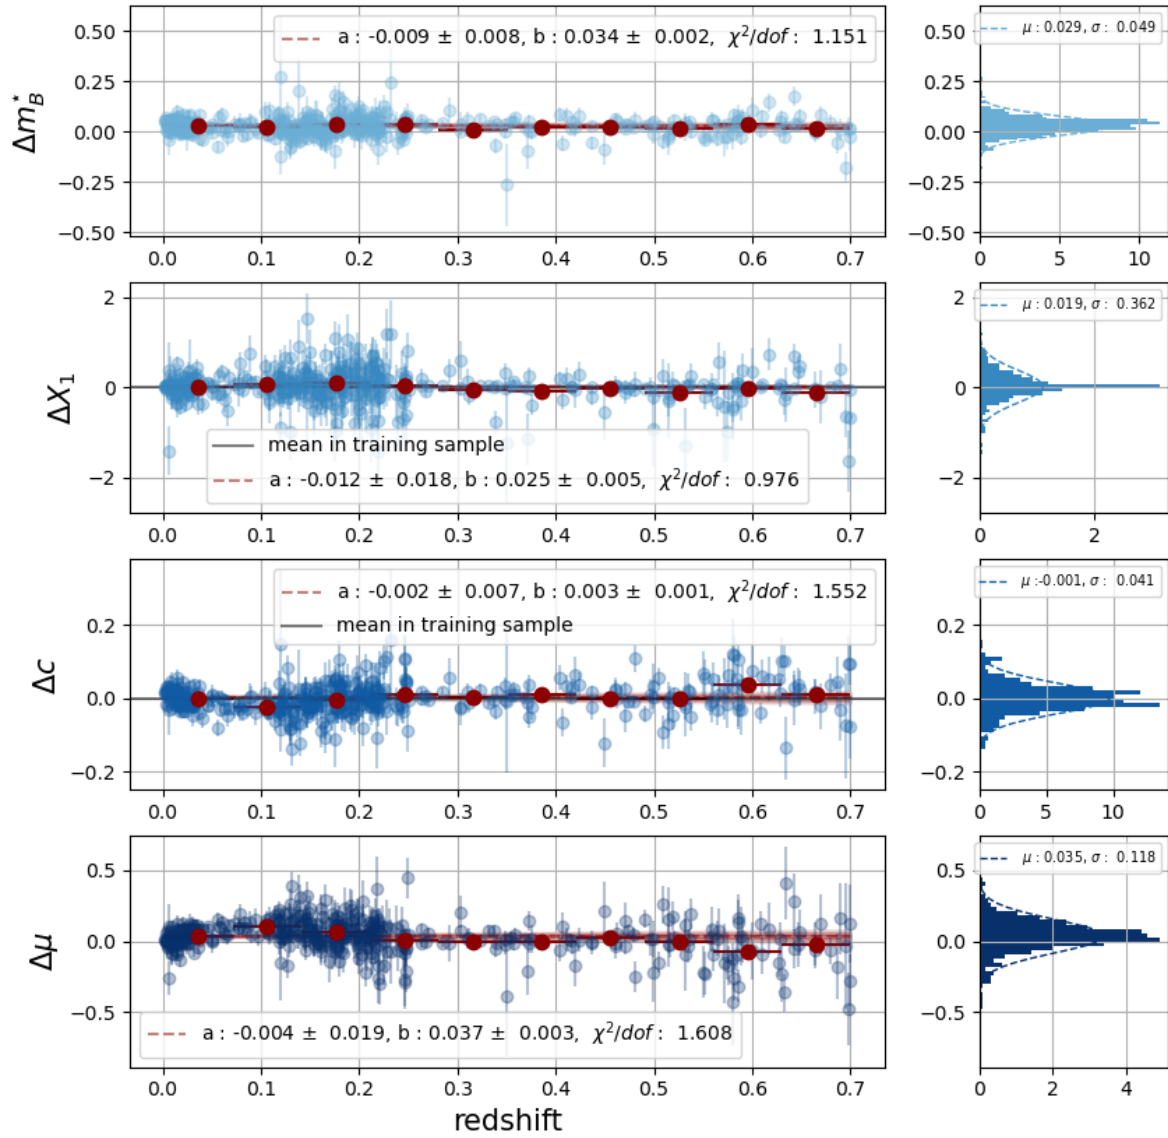 a : -0.009 ± 0.008, b : 0.034 ± 0.002, χ²/dof : 1.151
μ : 0.029, σ : 0.049
0.50
0.25
0.00
−0.25
−0.50
Δm*B
0.0 0.1 0.2 0.3 0.4 0.5 0.6 0.7
0.50
0.25
0.00
−0.25
−0.50
0 5 10
2
0
−2
ΔX1
mean in training sample
a : -0.012 ± 0.018, b : 0.025 ± 0.005, χ²/dof : 0.976
0.0 0.1 0.2 0.3 0.4 0.5 0.6 0.7
μ : 0.019, σ : 0.362
2
0
−2
0 2
0.2
0.0
−0.2
Δc
a : -0.002 ± 0.007, b : 0.003 ± 0.001, χ²/dof : 1.552
mean in training sample
0.0 0.1 0.2 0.3 0.4 0.5 0.6 0.7
μ :-0.001, σ : 0.041
0.2
0.0
−0.2
0 5 10
0.5
0.0
−0.5
Δμ
a : -0.004 ± 0.019, b : 0.037 ± 0.003, χ²/dof : 1.608
0.0 0.1 0.2 0.3 0.4 0.5 0.6 0.7
redshift
μ : 0.035, σ : 0.118
0.5
0.0
−0.5
0 2 4